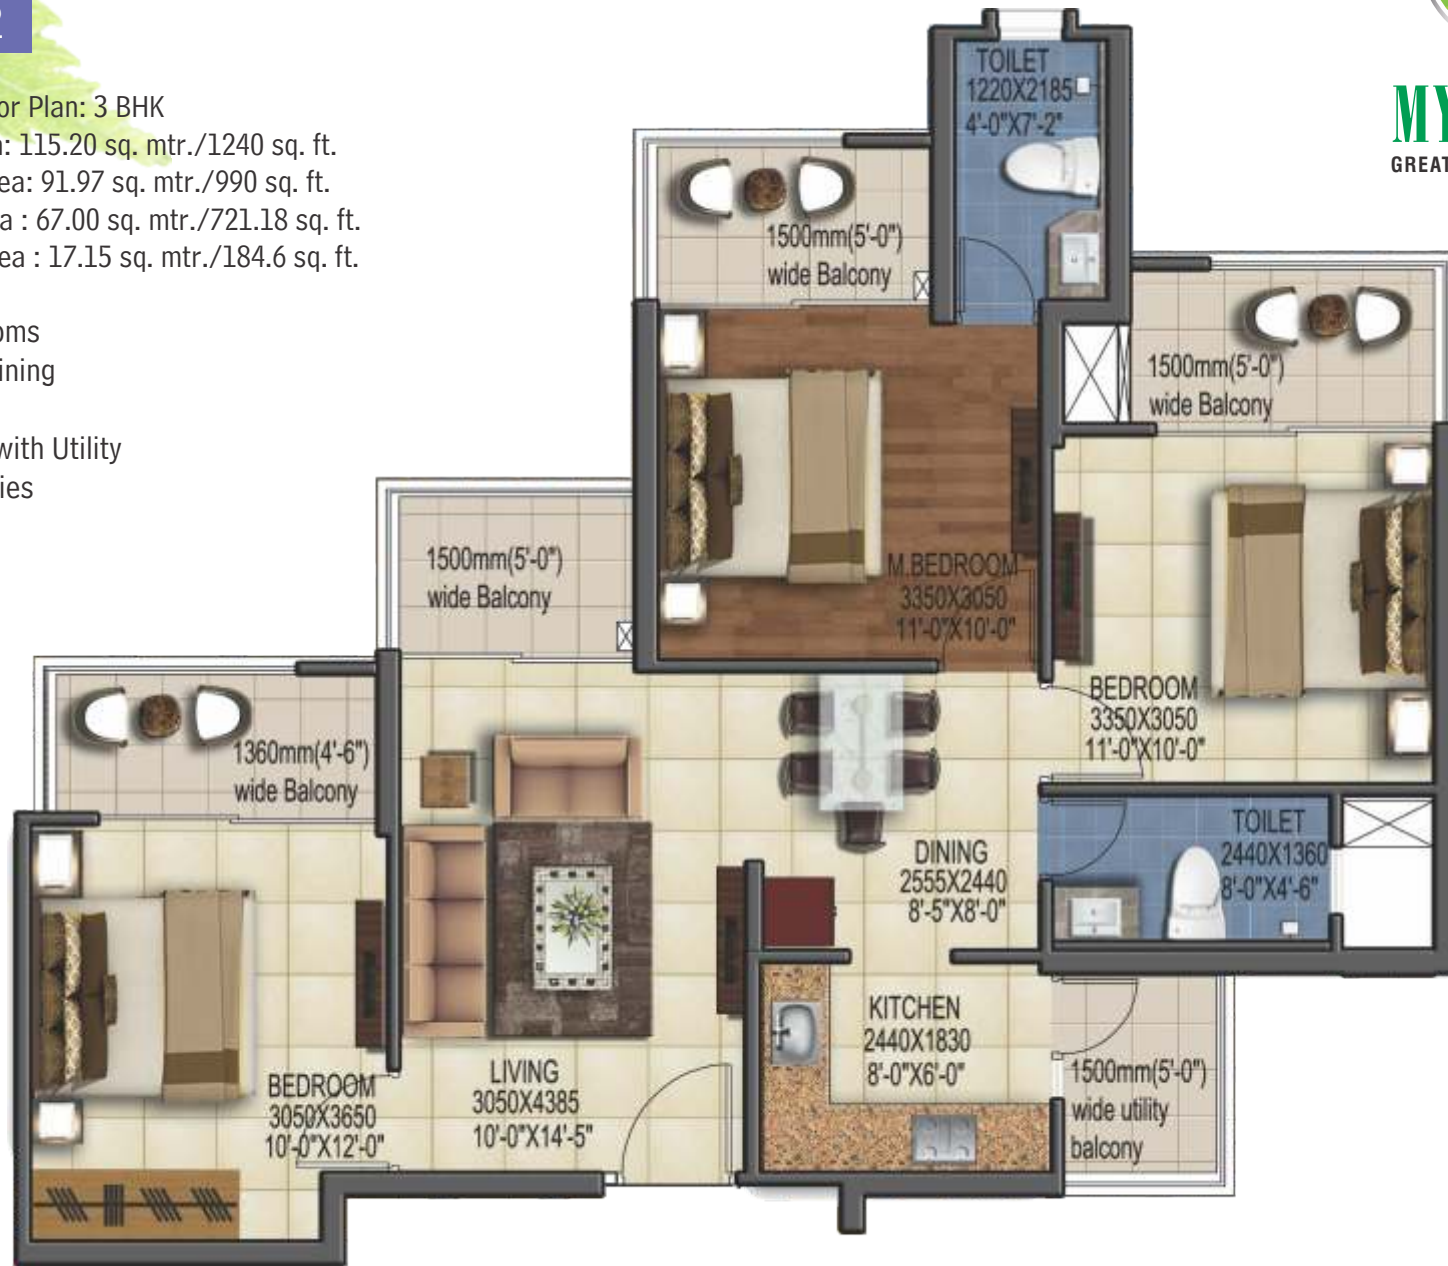 or Plan: 3 BHK
: 115.20 sq. mtr./1240 sq. ft.
ea: 91.97 sq. mtr./990 sq. ft.
a : 67.00 sq. mtr./721.18 sq. ft.
ea : 17.15 sq. mtr./184.6 sq. ft.
oms
ining
with Utility
ies
MY
GREAT
TOILET
1220X2185
4'-0"X7'-2"
1500mm(5'-0")
wide Balcony
1500mm(5'-0")
wide Balcony
1500mm(5'-0")
wide Balcony
M.BEDROOM
3350X3050
11'-0"X10'-0"
BEDROOM
3350X3050
11'-0"X10'-0"
1360mm(4'-6")
wide Balcony
TOILET
2440X1360
8'-0"X4'-6"
DINING
2555X2440
8'-5"X8'-0"
KITCHEN
2440X1830
8'-0"X6'-0"
1500mm(5'-0")
wide utility
balcony
LIVING
3050X4385
10'-0"X14'-5"
BEDROOM
3050X3650
10'-0"X12'-0"